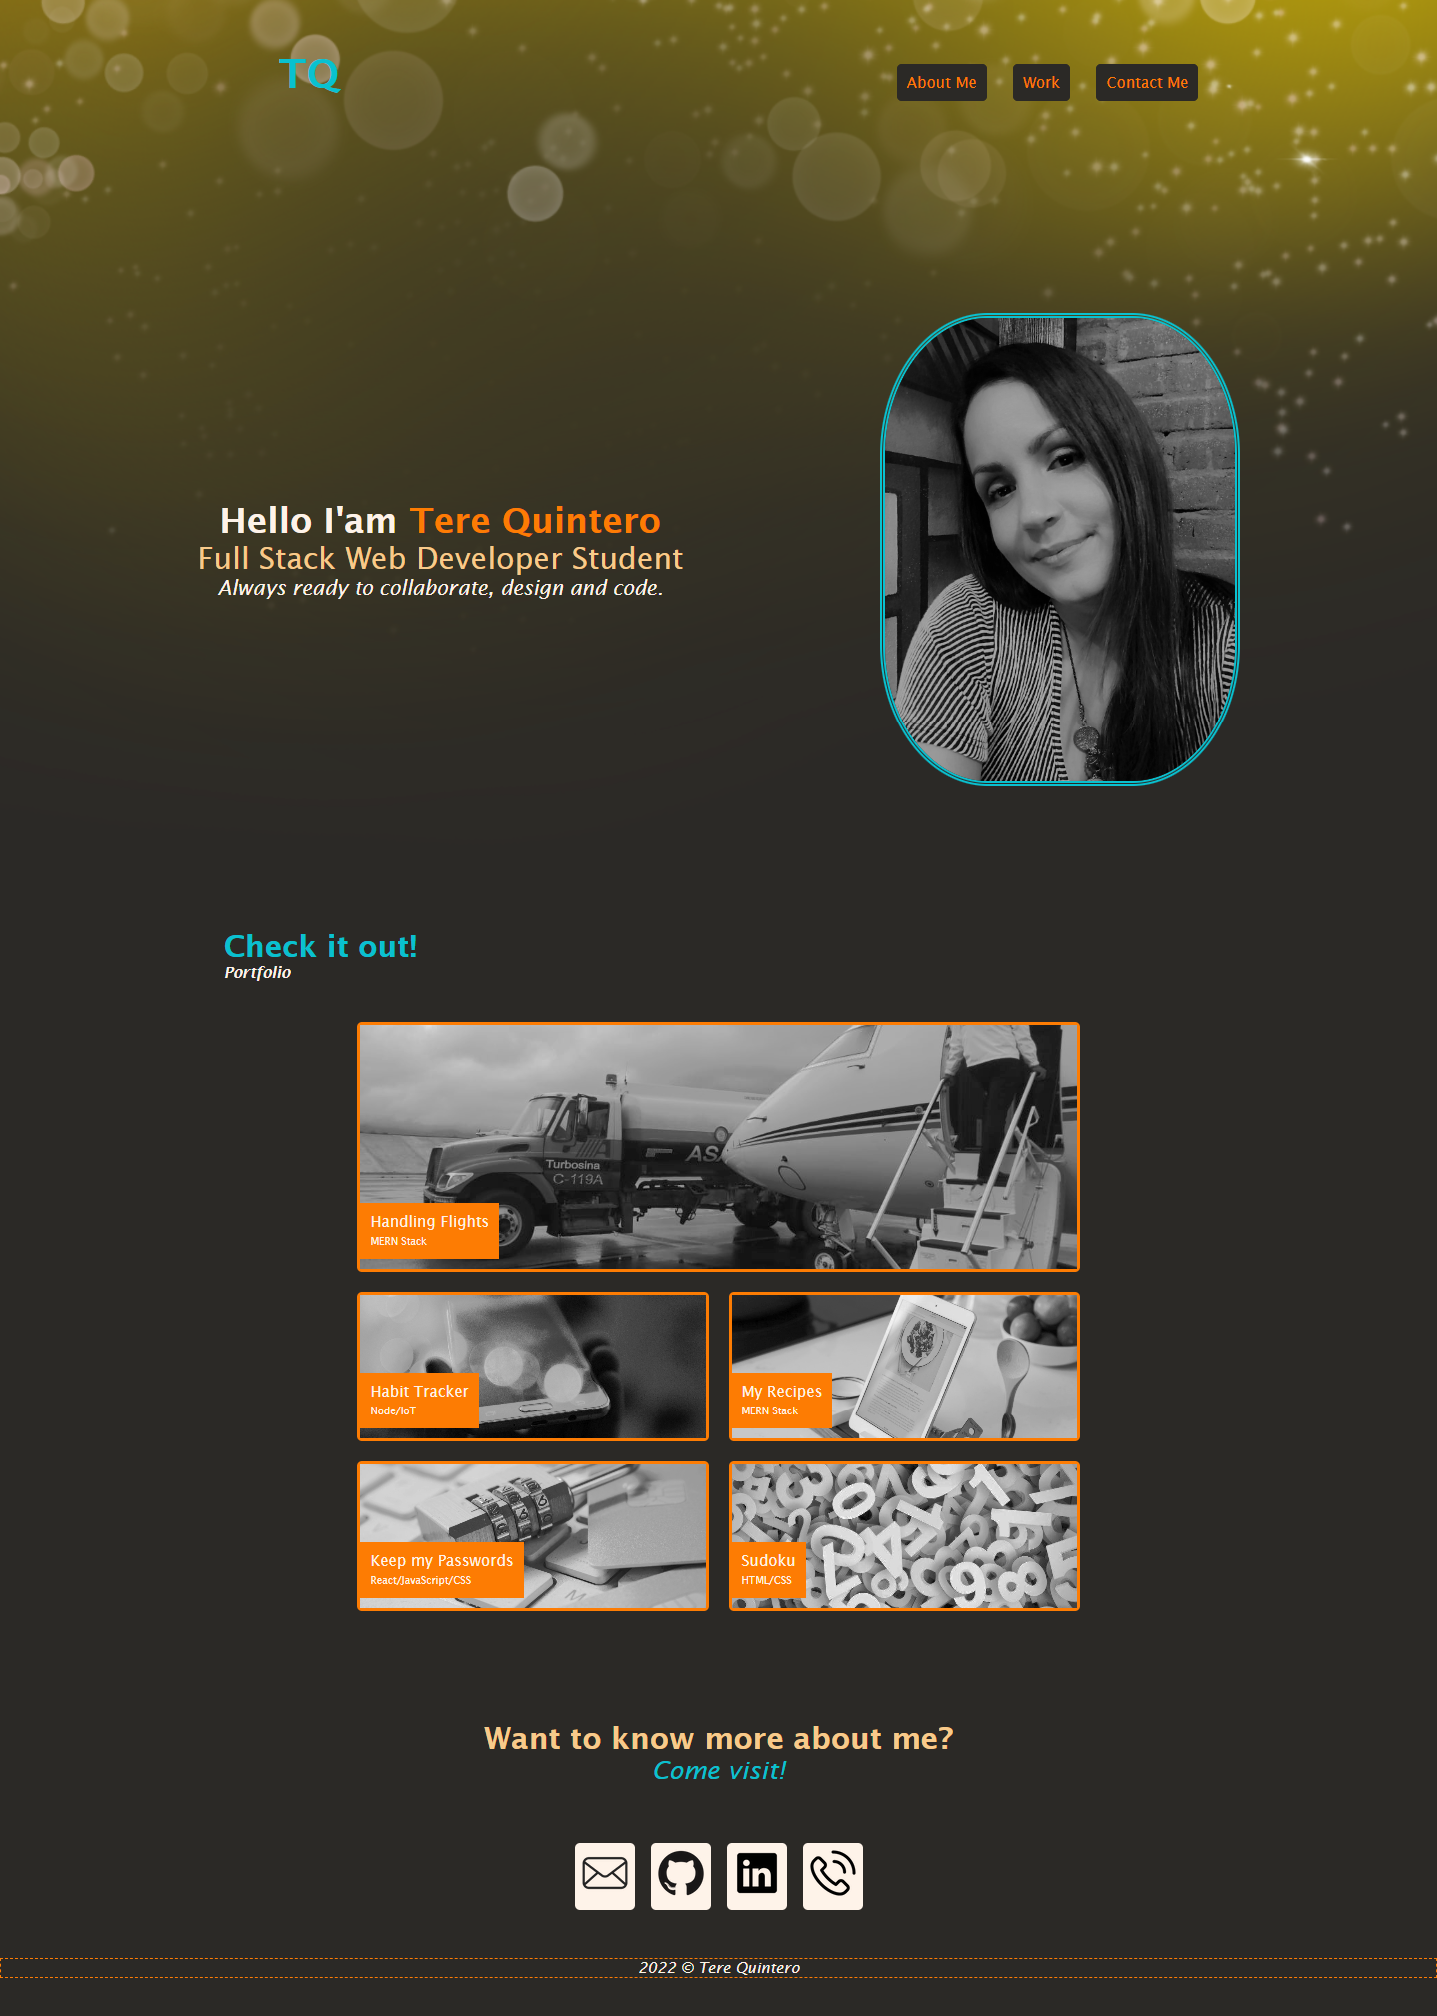 TQ
About Me
Work
Contact Me
Hello I'am Tere Quintero
Full Stack Web Developer Student
Always ready to collaborate, design and code.
Check it out!
Portfolio
Turbosina
C-119A
Handling Flights
MERN Stack
Habit Tracker
Node/IoT
My Recipes
MERN Stack
Keep my Passwords
React/JavaScript/CSS
Sudoku
HTML/CSS
Want to know more about me?
Come visit!
in
2022 © Tere Quintero